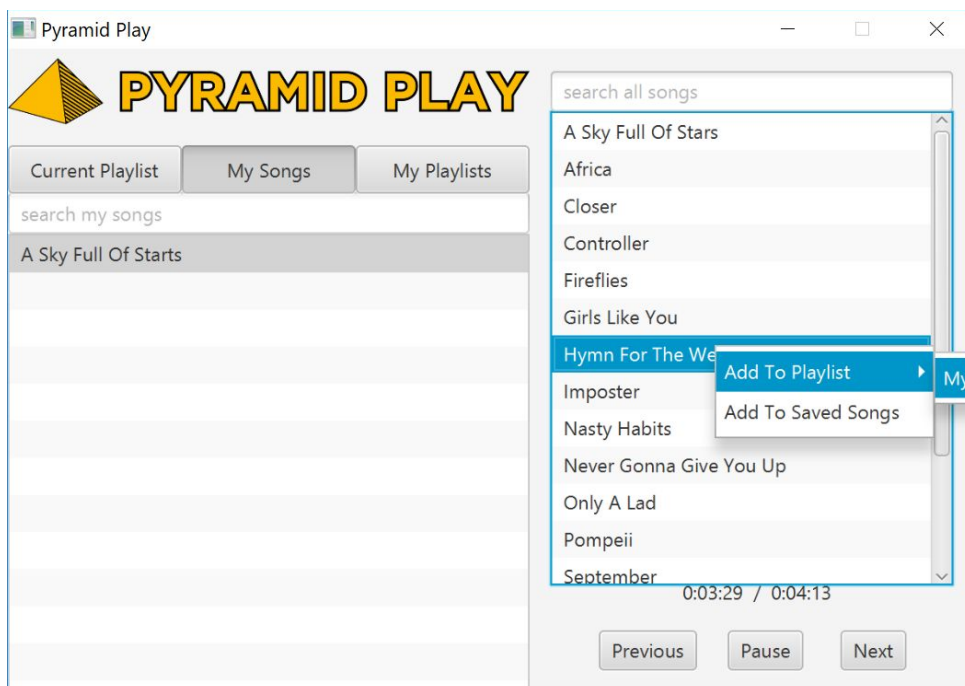 Pyramid Play
PYRAMID PLAY
Current Playlist
My Songs
My Playlists
search my songs
A Sky Full Of Starts
search all songs
A Sky Full Of Stars
Africa
Closer
Controller
Fireflies
Girls Like You
Hymn For The
Add To Playlist
My
Add To Saved Songs
Imposter
Nasty Habits
Never Gonna Give You Up
Only A Lad
Pompeii
September
0:03:29 / 0:04:13
Previous
Pause
Next